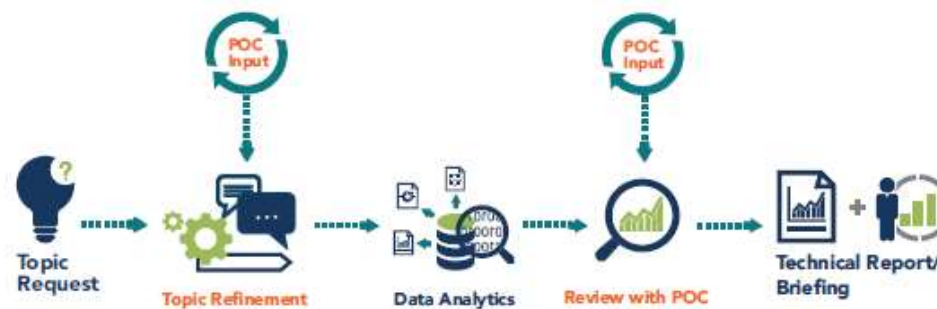 POC
Input
POC
Input
?
Topic
Request
Topic Refinement
Data Analytics
Review with POC
Technical Report/
Briefing